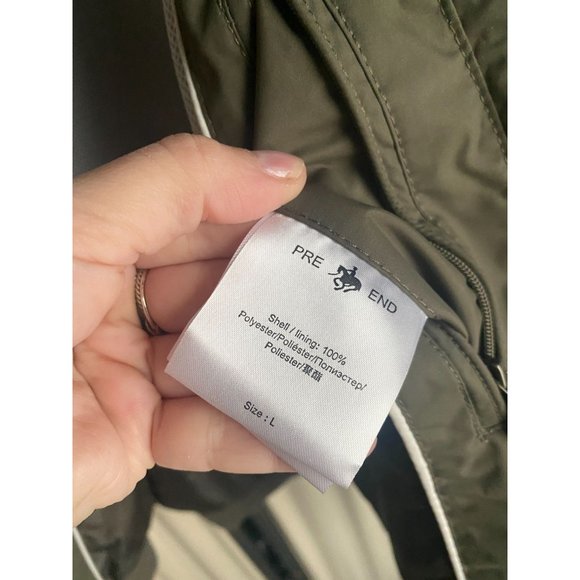 PRE END
Shell / lining: 100%
Polyester/Poliéster/Полиэстер/
Poliester/聚酯
Size : L